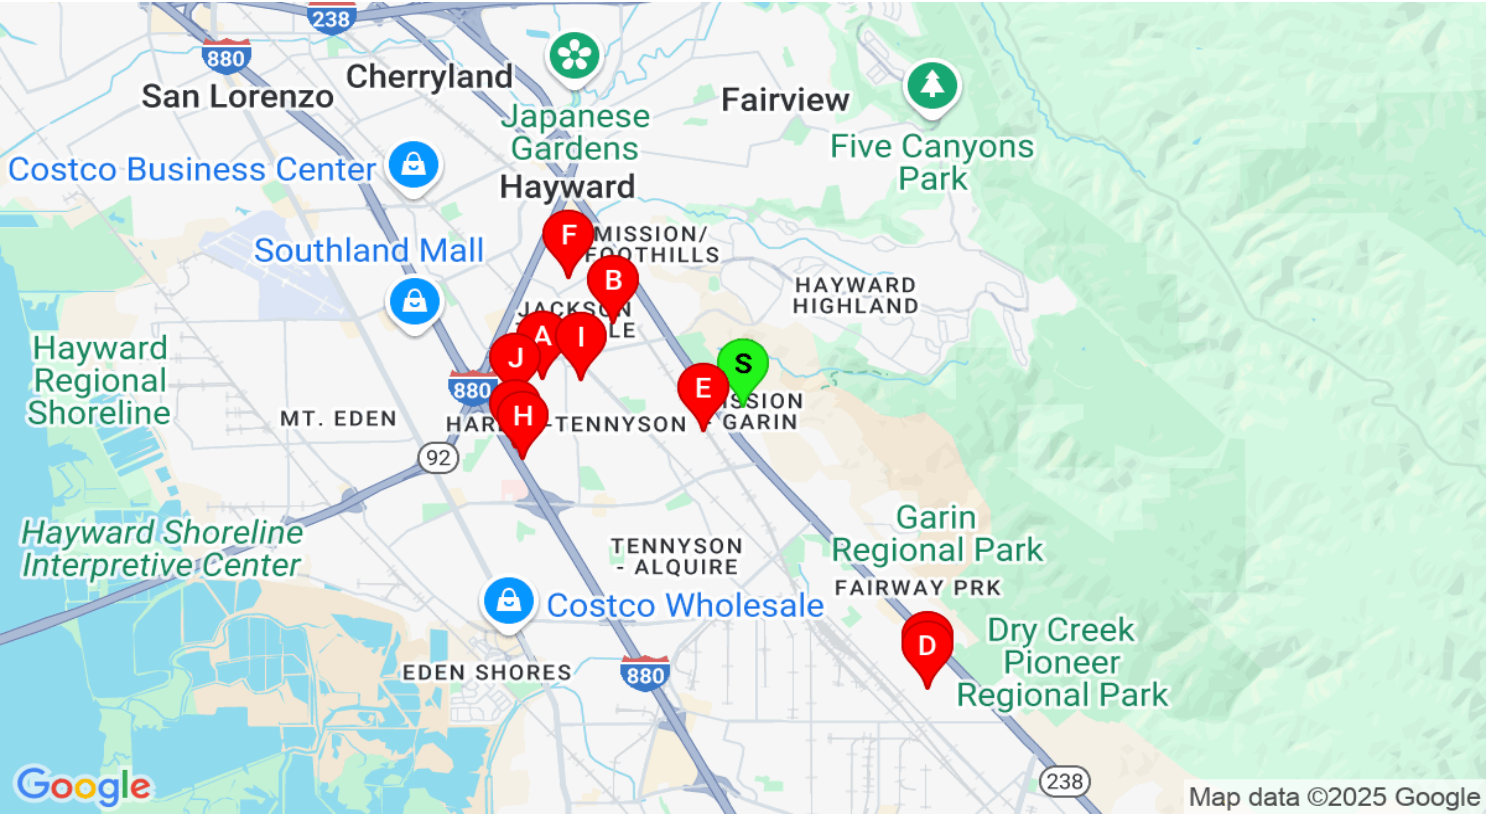 238
880
Cherryland
San Lorenzo
Japanese
Gardens
Fairview
Five Canyons
Park
Costco Business Center
Hayward
F
MISSION/
FOOTHILLS
Southland Mall
B
HAYWARD
HIGHLAND
JACKSON
A
I
LE
J
S
Hayward
Regional
Shoreline
880
E
H
MT. EDEN
-TENNYSON
GARIN
92
Hayward Shoreline
Interpretive Center
Garin
Regional Park
TENNYSON
- ALQUIRE
FAIRWAY PRK
Costco Wholesale
D
Dry Creek
Pioneer
Regional Park
EDEN SHORES
880
238
Google
Map data ©2025 Google